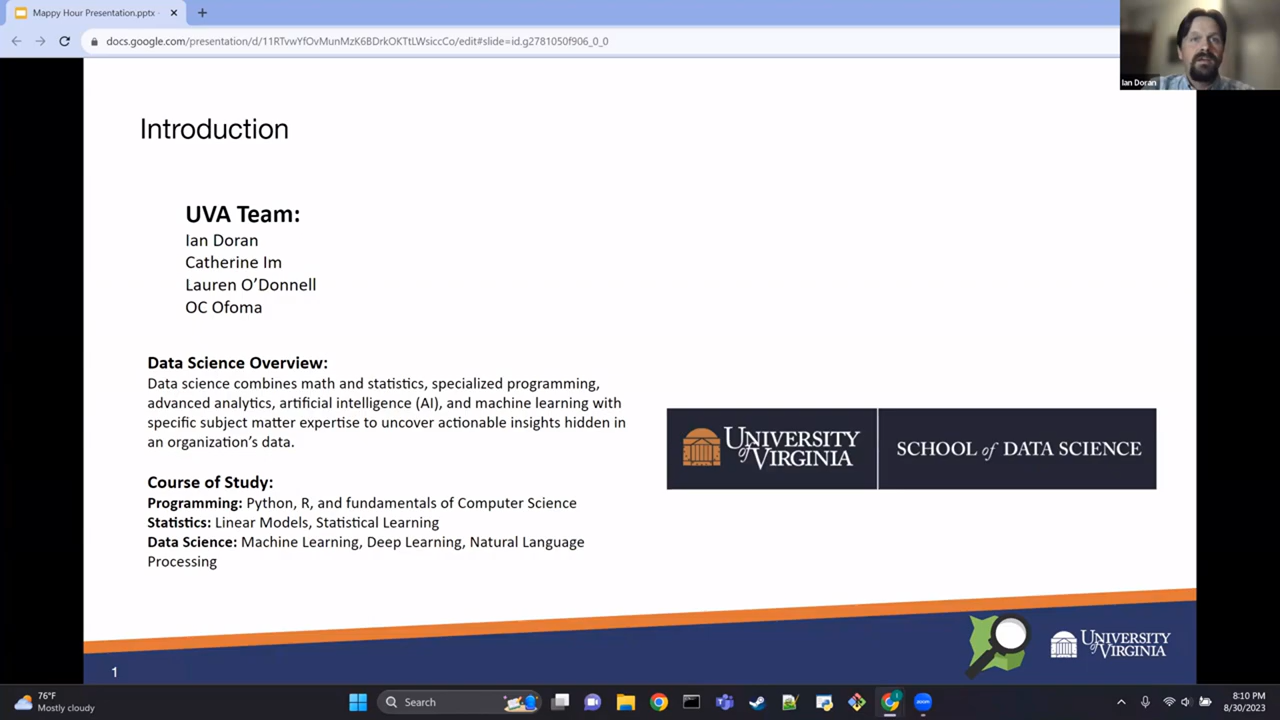 Mappy Hour Presentation.pptx
docs.google.com/presentation/d/11RTvwYfOvMunMzK6BDrkOKTtLWsiccCo/edit#slide=id.g2781050f906_0_0
Ian Doran
Introduction
UVA Team:
Ian Doran
Catherine Im
Lauren O’Donnell
OC Ofoma
Data Science Overview:
Data science combines math and statistics, specialized programming,
advanced analytics, artificial intelligence (AI), and machine learning with
specific subject matter expertise to uncover actionable insights hidden in
an organization’s data.
Course of Study:
Programming: Python, R, and fundamentals of Computer Science
Statistics: Linear Models, Statistical Learning
Data Science: Machine Learning, Deep Learning, Natural Language
Processing
UNIVERSITY
of VIRGINIA
SCHOOL of DATA SCIENCE
1
UNIVERSITY
of VIRGINIA
76°F
Mostly cloudy
Search
zoom
8:10 PM
8/30/2023